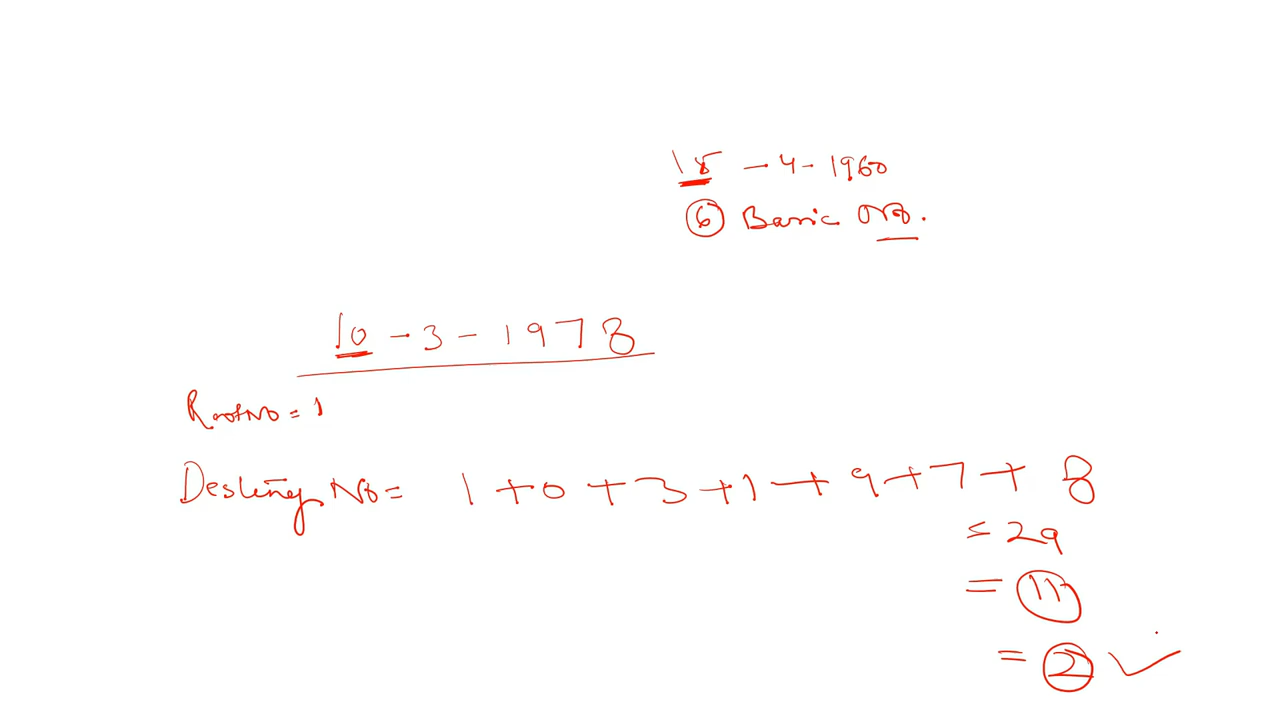 15 - 4 - 1960
6 Basic No.
10 - 3 - 1978
Root No = 1
Destiny No = 1 + 0 + 3 + 1 + 9 + 7 + 8
= 29
= 11
= 2